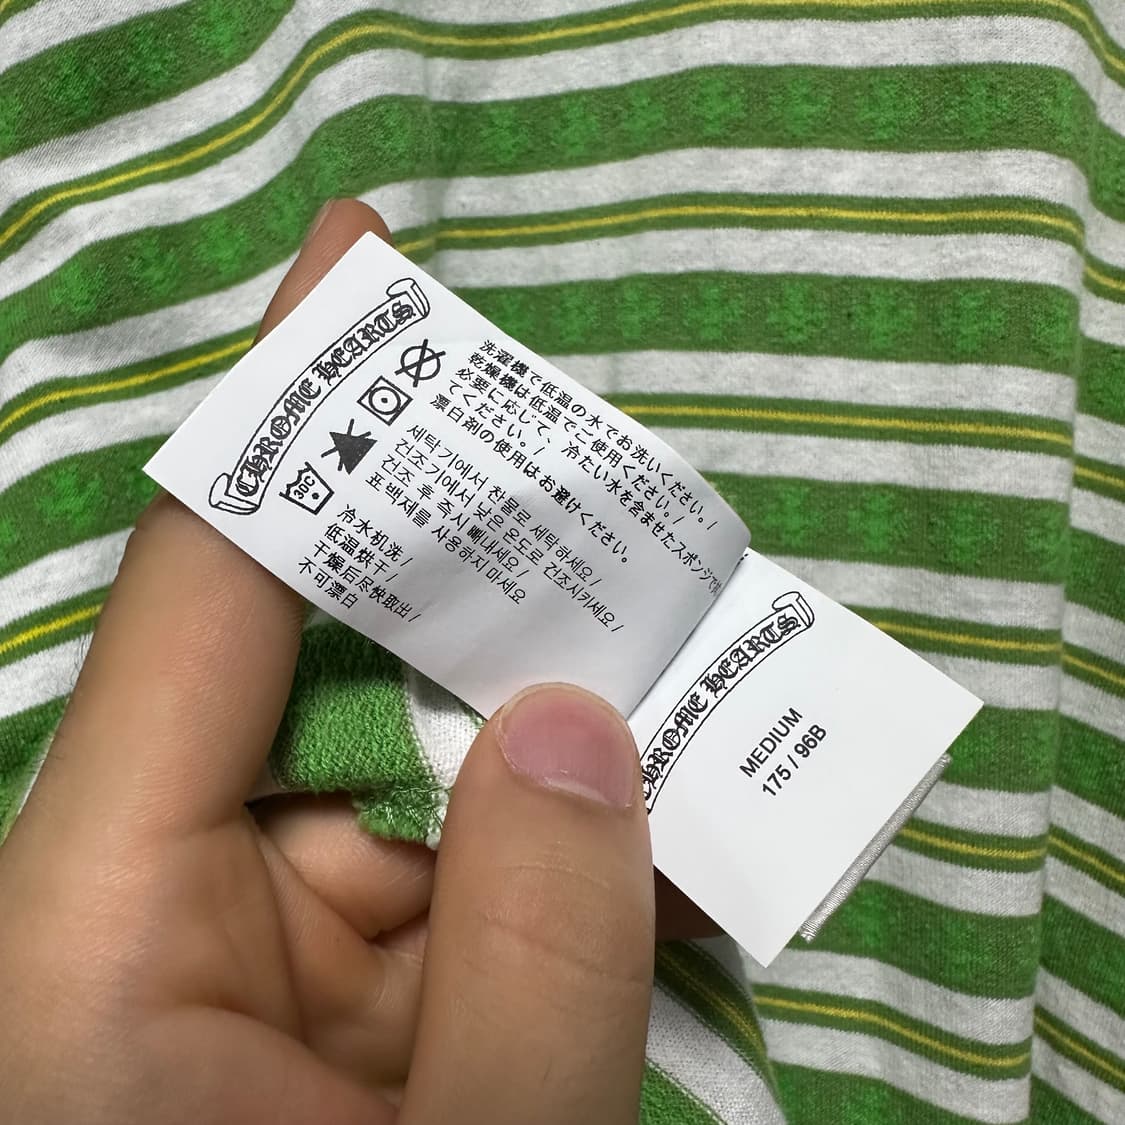 CHROME HEARTS
洗濯機で低温の水でお洗いください。/
乾燥機は低温でご使用ください。/
必要に応じて、冷たい水を含ませたスポンジで
てください。/
漂白剤の使用はお避けください。
세탁기에서 찬물로 세탁하세요/
건조기에서 낮은 온도로 건조시키세요/
건조 후 즉시 빼내세요/
표백제를 사용하지마세요
冷水机洗/
低温烘干/
干燥后尽快取出/
不可漂白
CHROME HEARTS
MEDIUM
175 / 96B